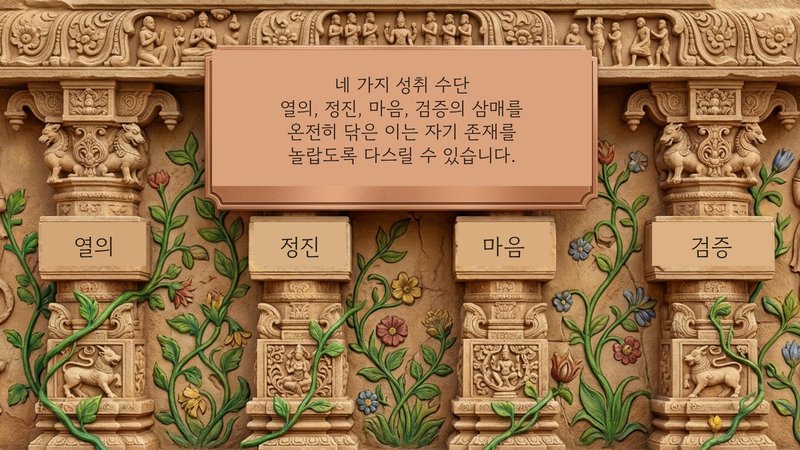 네 가지 성취 수단
열의, 정진, 마음, 검증의 삼매를
온전히 닦은 이는 자기 존재를
놀랍도록 다스릴 수 있습니다.
열의
정진
마음
검증